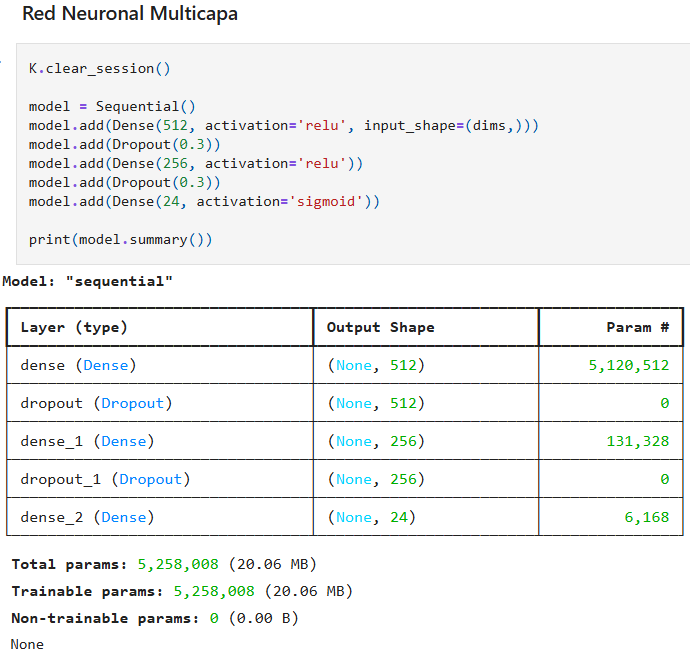 Red Neuronal Multicapa
K.clear_session()
model = Sequential()
model.add(Dense(512, activation='relu', input_shape=(dims,)))
model.add(Dropout(0.3))
model.add(Dense(256, activation='relu'))
model.add(Dropout(0.3))
model.add(Dense(24, activation='sigmoid'))
print(model.summary())
Model: "sequential"
Layer (type) Output Shape Param #
dense (Dense) (None, 512) 5,120,512
dropout (Dropout) (None, 512) 0
dense_1 (Dense) (None, 256) 131,328
dropout_1 (Dropout) (None, 256) 0
dense_2 (Dense) (None, 24) 6,168
Total params: 5,258,008 (20.06 MB)
Trainable params: 5,258,008 (20.06 MB)
Non-trainable params: 0 (0.00 B)
None